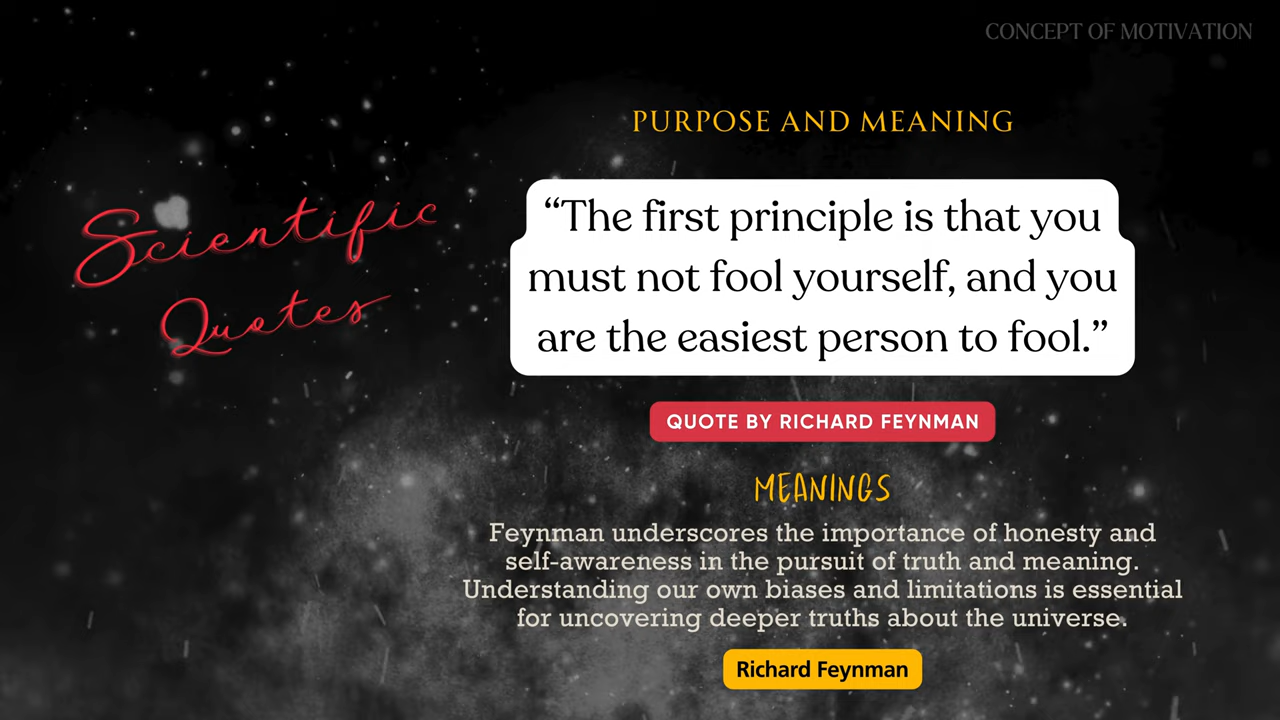 CONCEPT OF MOTIVATION
PURPOSE AND MEANING
Scientific
Quotes
“The first principle is that you
must not fool yourself, and you
are the easiest person to fool.”
QUOTE BY RICHARD FEYNMAN
MEANINGS
Feynman underscores the importance of honesty and
self-awareness in the pursuit of truth and meaning.
Understanding our own biases and limitations is essential
for uncovering deeper truths about the universe.
Richard Feynman